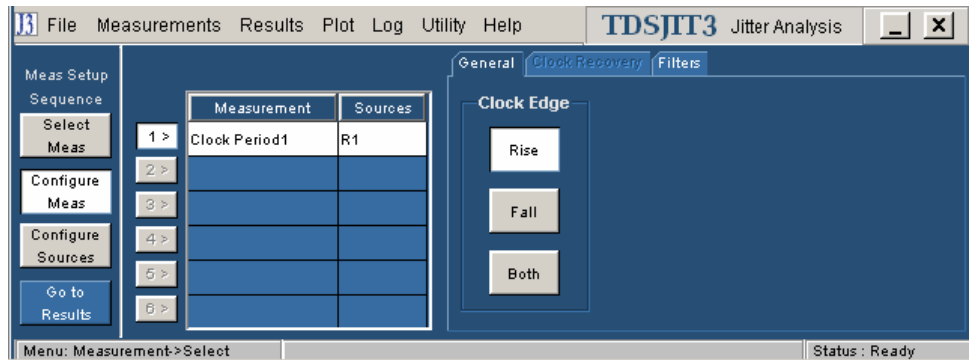 J3 File Measurements Results Plot Log Utility Help TDSJIT3 Jitter Analysis _ X
Meas Setup
Sequence
Select
Meas
Configure
Meas
Configure
Sources
Go to
Results
Measurement Sources
1 > Clock Period1 R1
2 >
3 >
4 >
5 >
6 >
General Clock Recovery Filters
Clock Edge
Rise
Fall
Both
Menu: Measurement->Select Status : Ready